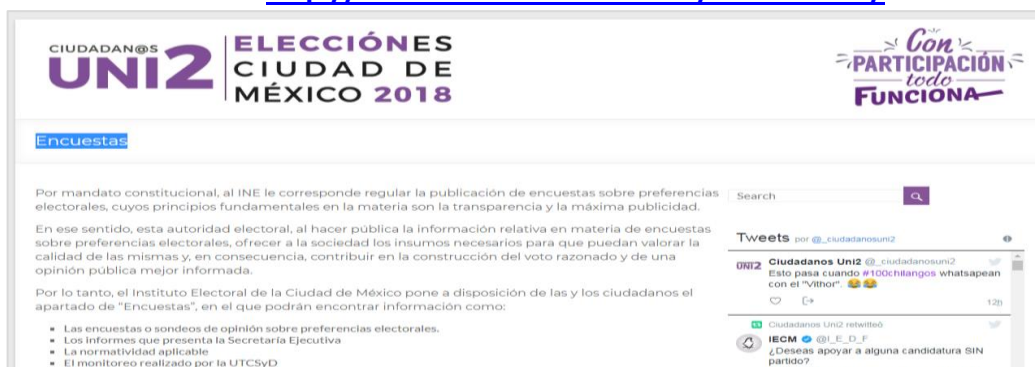 CIUDADAN@S
UNI2
ELECCIÓNES
CIUDAD DE
MÉXICO 2018
Con
PARTICIPACIÓN
todo
FUNCIONA
Encuestas
Por mandato constitucional, al INE le corresponde regular la publicación de encuestas sobre preferencias
electorales, cuyos principios fundamentales en la materia son la transparencia y la máxima publicidad.
En ese sentido, esta autoridad electoral, al hacer pública la información relativa en materia de encuestas
sobre preferencias electorales, ofrecer a la sociedad los insumos necesarios para que puedan valorar la
calidad de las mismas y, en consecuencia, contribuir en la construcción del voto razonado y de una
opinión pública mejor informada.
Por lo tanto, el Instituto Electoral de la Ciudad de México pone a disposición de las y los ciudadanos el
apartado de "Encuestas", en el que podrán encontrar información como:
Las encuestas o sondeos de opinión sobre preferencias electorales.
Los informes que presenta la Secretaría Ejecutiva
La normatividad aplicable
El monitoreo realizado por la UTCSyD
Search
Tweets por @_ciudadanosuni2
UNI2
Ciudadanos Uni2 @_ciudadanosuni2
Esto pasa cuando #100chilangos whatsapean
con el "Vithor". 😂😂
12h
Ciudadanos Uni2 retwitteó
IECM @I_E_D_F
¿Deseas apoyar a alguna candidatura SIN
partido?